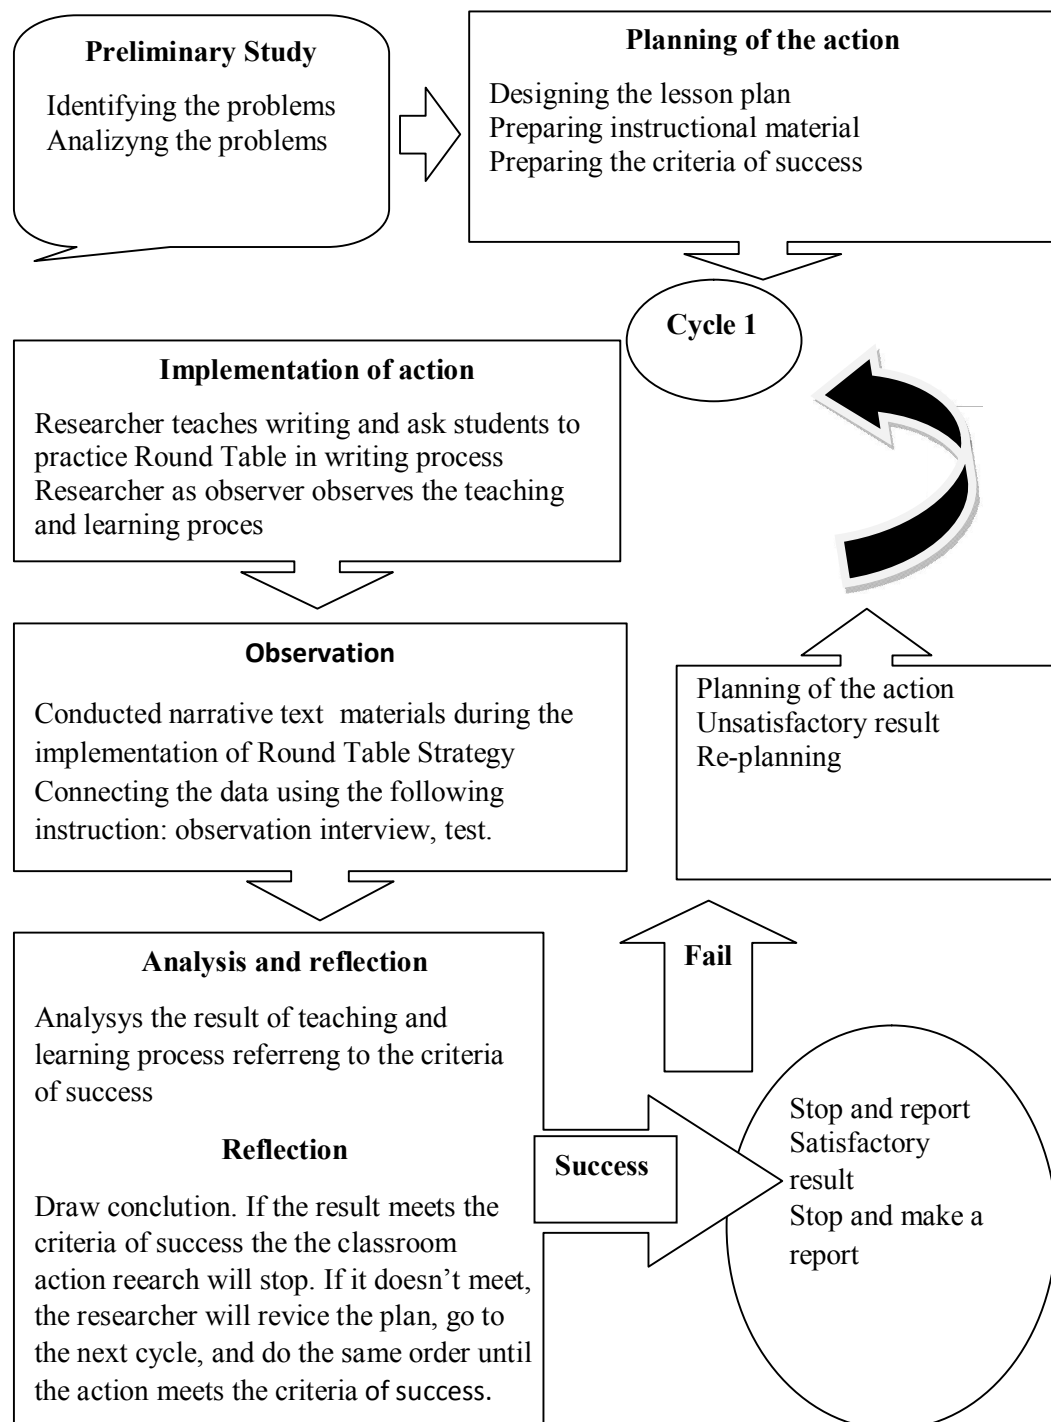 Preliminary Study
Identifying the problems
Analizyng the problems
Planning of the action
Designing the lesson plan
Preparing instructional material
Preparing the criteria of success
Cycle 1
Implementation of action
Researcher teaches writing and ask students to
practice Round Table in writing process
Researcher as observer observes the teaching
and learning proces
Observation
Conducted narrative text materials during the
implementation of Round Table Strategy
Connecting the data using the following
instruction: observation interview, test.
Planning of the action
Unsatisfactory result
Re-planning
Fail
Analysis and reflection
Analysys the result of teaching and
learning process referreng to the criteria
of success
Reflection
Draw conclution. If the result meets the
criteria of success the the classroom
action reearch will stop. If it doesn’t meet,
the researcher will revice the plan, go to
the next cycle, and do the same order until
the action meets the criteria of success.
Success
Stop and report
Satisfactory
result
Stop and make a
report